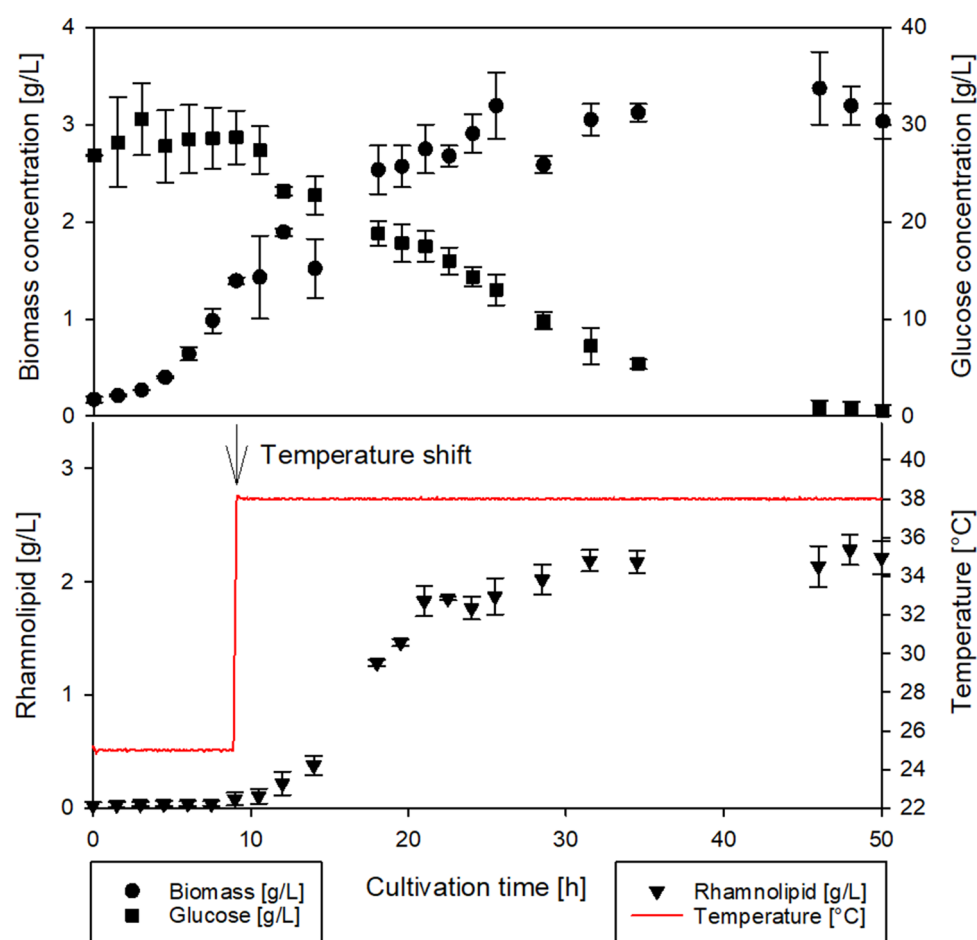 Biomass concentration [g/L]
4
3
2
1
0
40
30
20
10
0
Glucose concentration [g/L]
Temperature shift
Rhamnolipid [g/L]
3
2
1
0
40
38
36
34
32
30
28
26
24
22
Temperature [°C]
0 10 20 30 40 50
Cultivation time [h]
Biomass [g/L]
Glucose [g/L]
Rhamnolipid [g/L]
Temperature [°C]